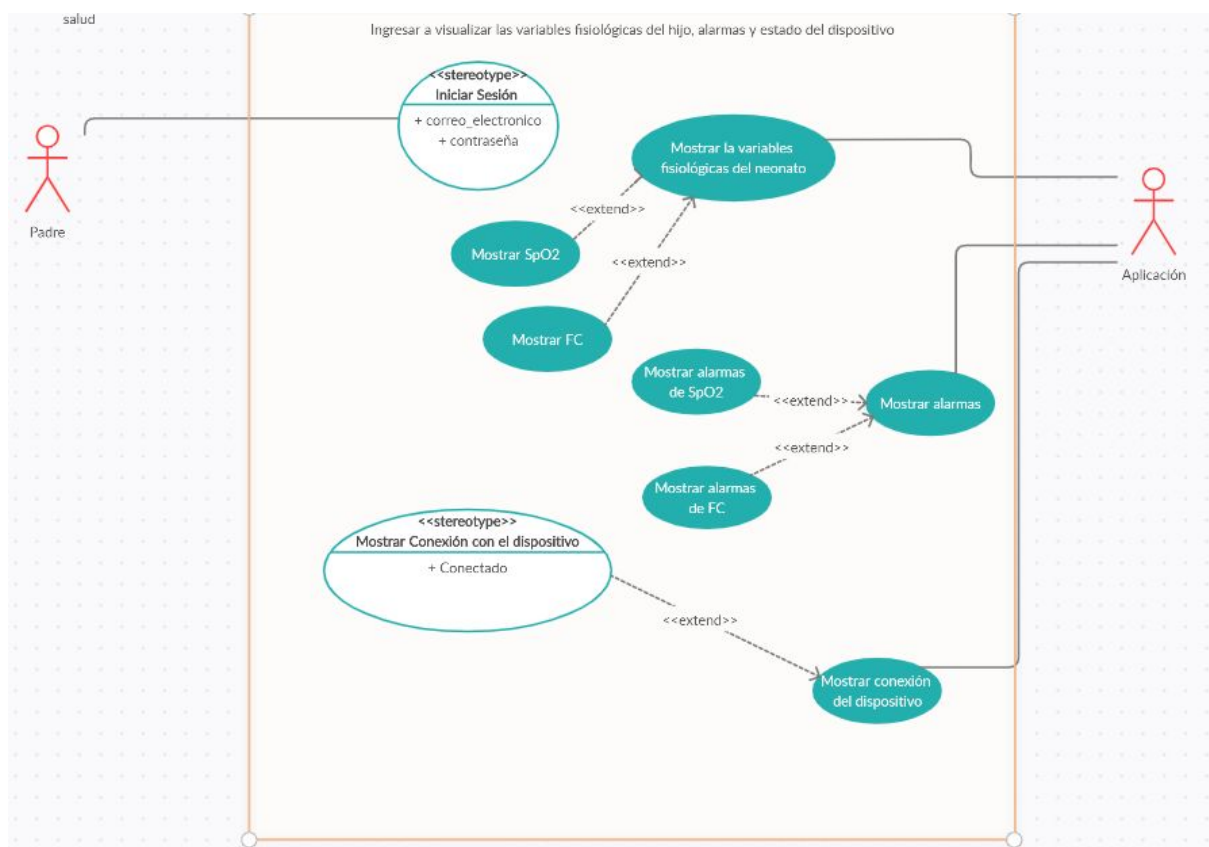 salud
Ingresar a visualizar las variables fisiológicas del hijo, alarmas y estado del dispositivo
<<stereotype>>
Iniciar Sesión
+ correo_electronico
+ contraseña
Mostrar la variables
fisiológicas del neonato
<<extend>>
Padre
Mostrar SpO2
<<extend>>
Aplicación
Mostrar FC
Mostrar alarmas
de SpO2
<<extend>>
Mostrar alarmas
<<extend>>
Mostrar alarmas
de FC
<<stereotype>>
Mostrar Conexión con el dispositivo
+ Conectado
<<extend>>
Mostrar conexión
del dispositivo